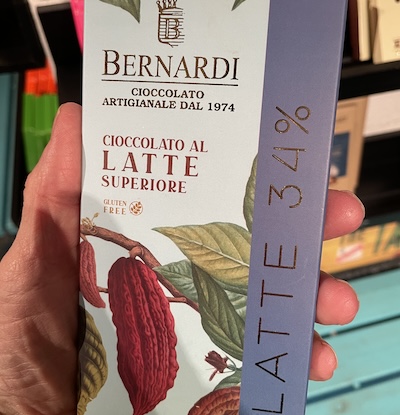 B
BERNARDI
CIOCCOLATO
ARTIGIANALE DAL 1974
CIOCCOLATO AL
LATTE
SUPERIORE
GLUTEN
FREE
LATTE 34%